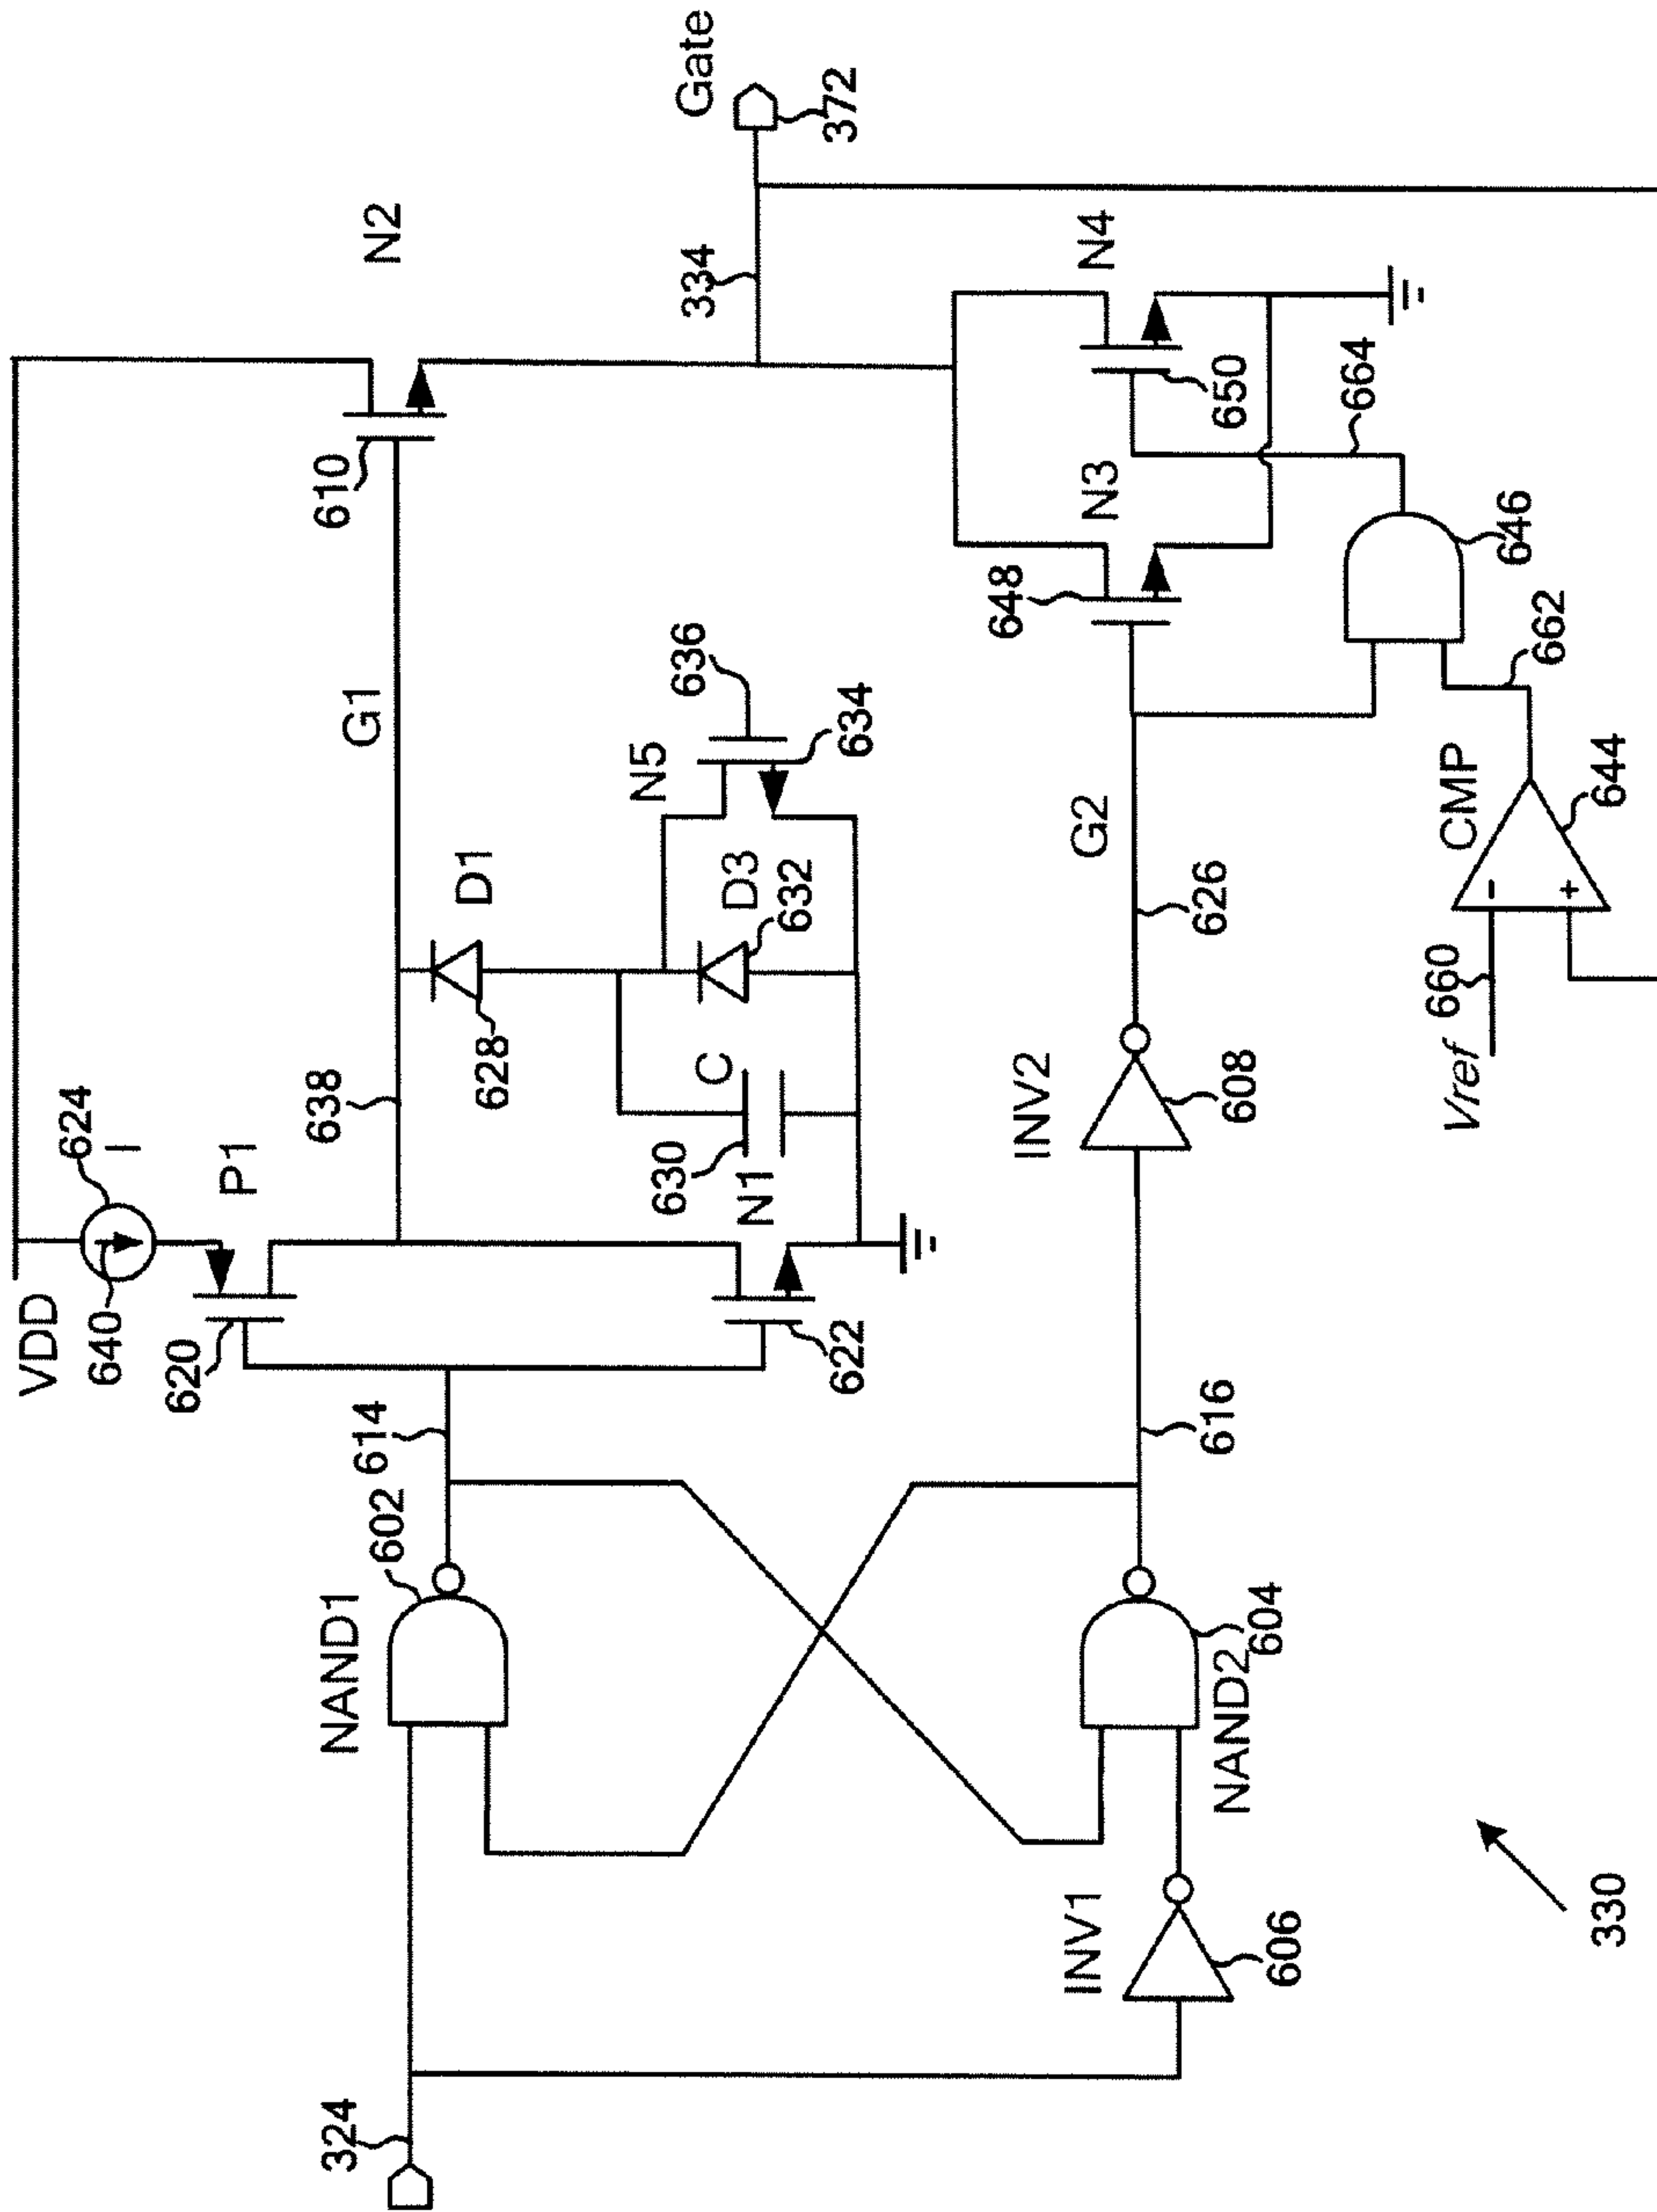 VDD
624
I
640
P1
620
638
G1
610
N2
Gate
334
372
NAND1
602
614
622
N1
630
C
628
D1
D3
632
N5
636
634
324
INV1
606
NAND2
604
616
INV2
608
626
G2
648
N3
650
N4
664
646
662
CMP
644
-
+
Vref
660
330